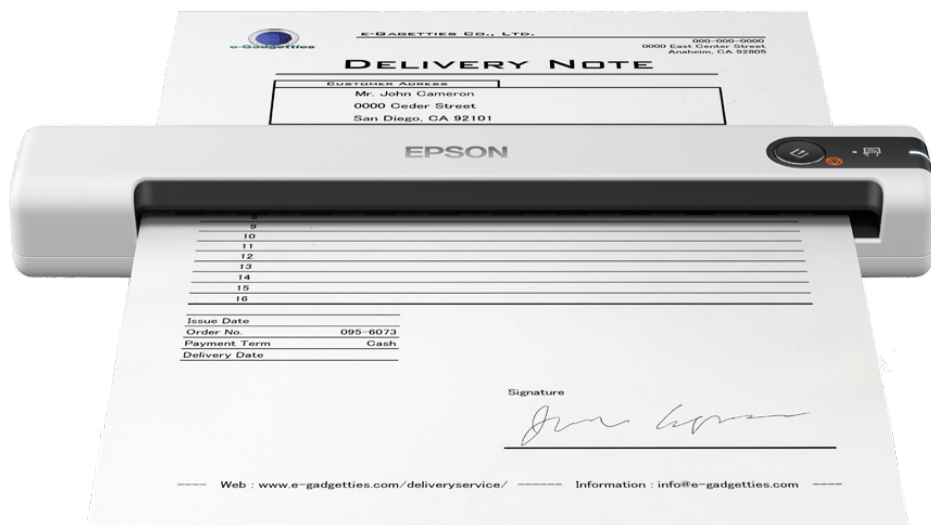 e-Gadgetties
E-GAGETTIES CO., LTD.
000-000-0000
0000 East Center Street
Anaheim, CA 92805
DELIVERY NOTE
CUSTOMER ADRESS
Mr. John Cameron
0000 Ceder Street
San Diego, CA 92101
EPSON
8
9
10
11
12
13
14
15
16
Issue Date
Order No. 095-6073
Payment Term Cash
Delivery Date
Signature
Web : www.e-gadgetties.com/deliveryservice/ Information : info@e-gadgetties.com